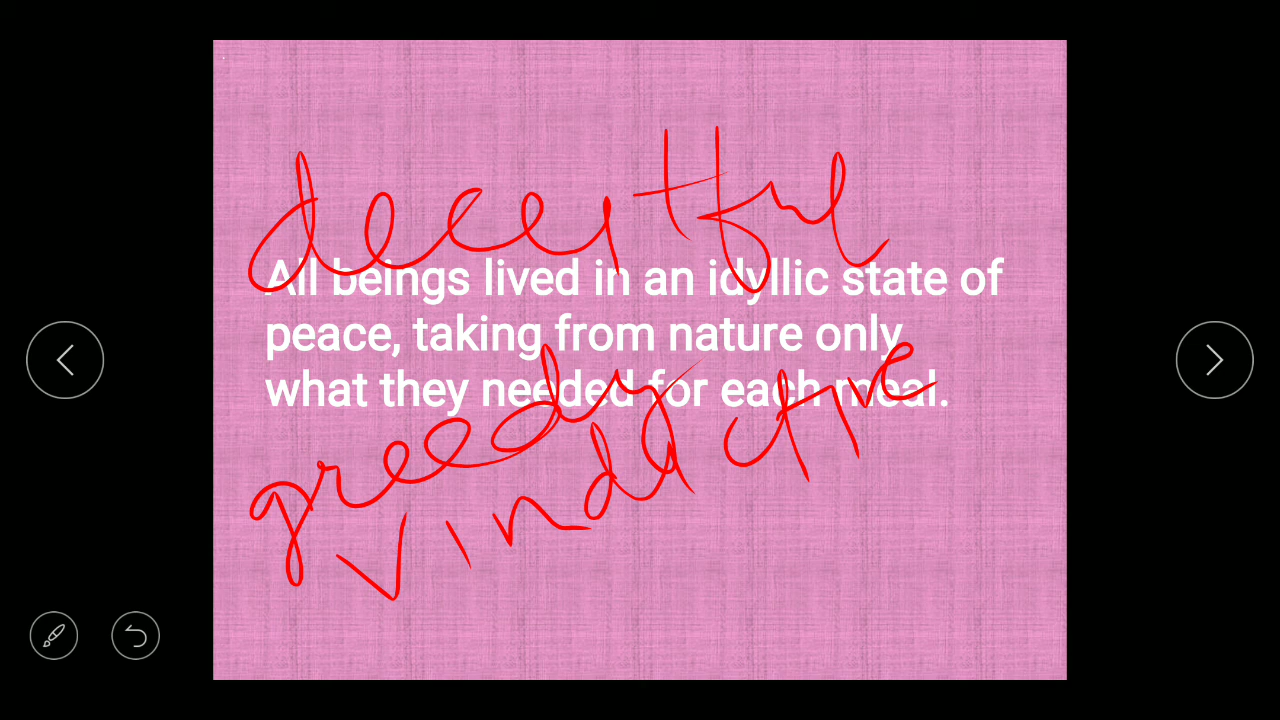 deceitful
All beings lived in an idyllic state of
peace, taking from nature only
what they needed for each meal.
greedy
vindictive